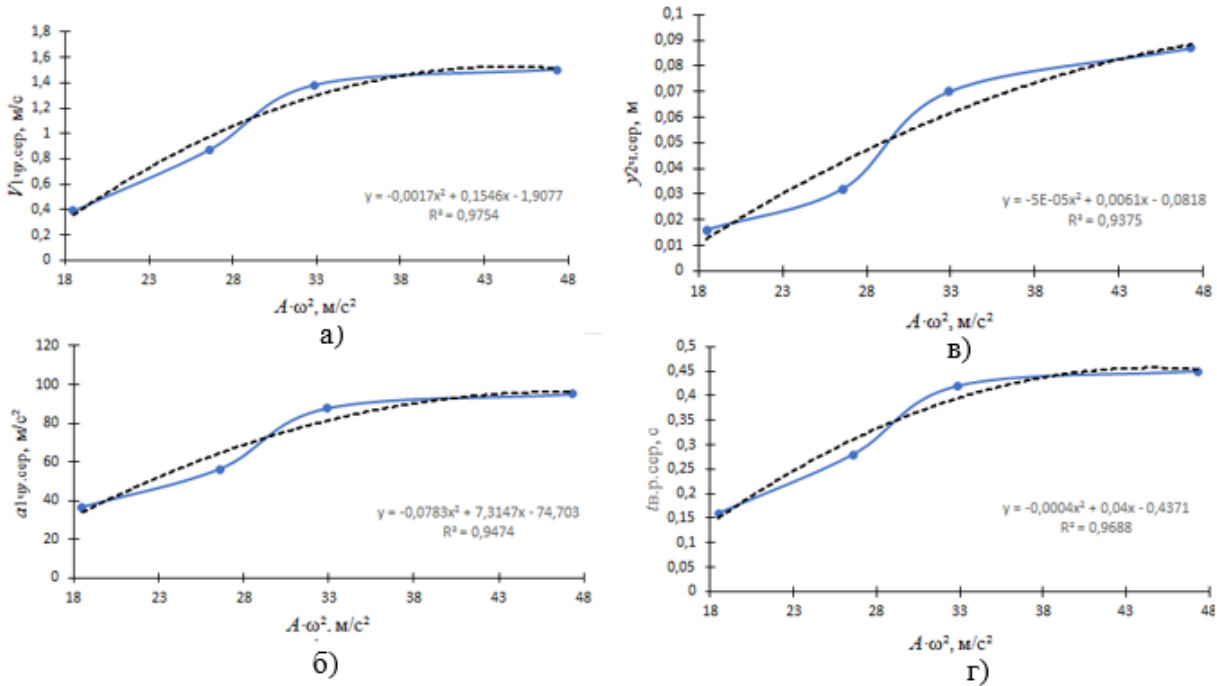 1,8
1,6
1,4
1,2
1
0,8
0,6
0,4
0,2
0
V1чу.сер, м/с
y = -0,0017x² + 0,1546x - 1,9077
R² = 0,9754
18 23 28 33 38 43 48
A·ω², м/с²
а)
0,1
0,09
0,08
0,07
0,06
0,05
0,04
0,03
0,02
0,01
0
y2ч.сер, м
y = -5E-05x² + 0,0061x - 0,0818
R² = 0,9375
18 23 28 33 38 43 48
A·ω², м/с²
в)
120
100
80
60
40
20
0
a1чу.сер, м/с²
y = -0,0783x² + 7,3147x - 74,703
R² = 0,9474
18 23 28 33 38 43 48
A·ω². м/с²
б)
0,5
0,45
0,4
0,35
0,3
0,25
0,2
0,15
0,1
0,05
0
tв.р.сер, с
y = -0,0004x² + 0,04x - 0,4371
R² = 0,9688
18 23 28 33 38 43 48
A·ω², м/с²
г)